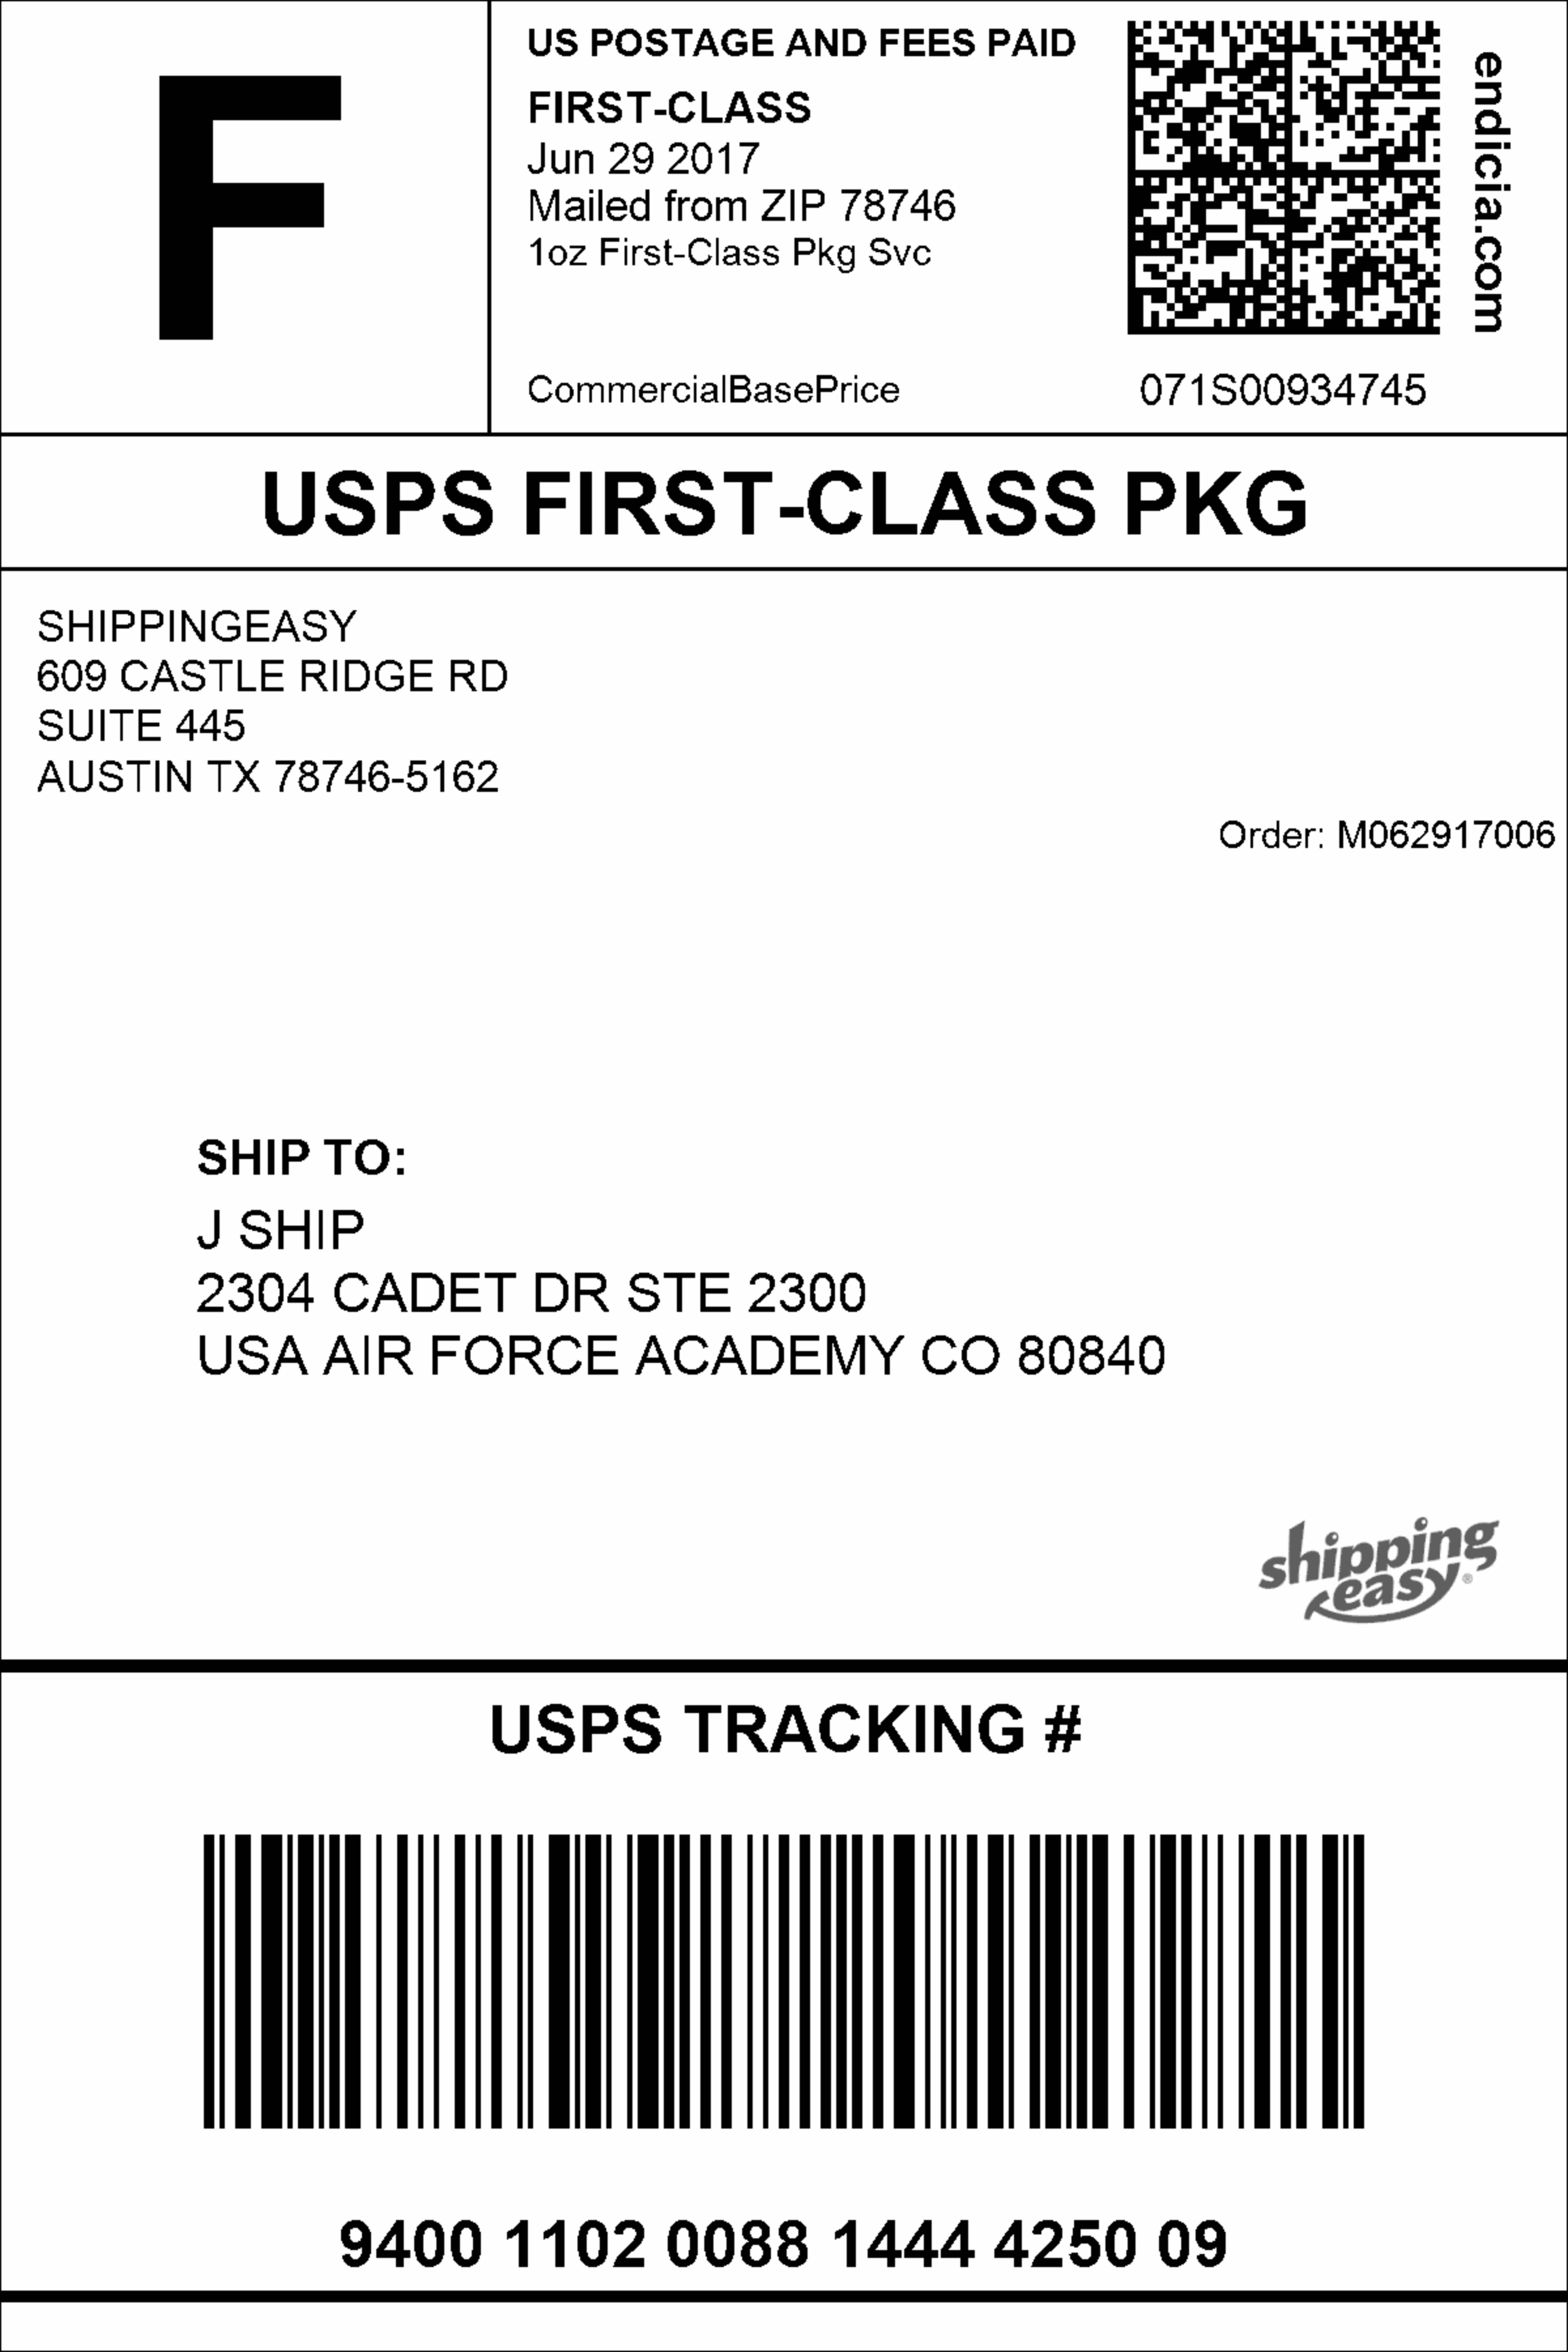 F
US POSTAGE AND FEES PAID
FIRST-CLASS
Jun 29 2017
Mailed from ZIP 78746
1oz First-Class Pkg Svc
CommercialBasePrice
071S00934745
endicia.com
USPS FIRST-CLASS PKG
SHIPPINGEASY
609 CASTLE RIDGE RD
SUITE 445
AUSTIN TX 78746-5162
Order: M062917006
SHIP TO:
J SHIP
2304 CADET DR STE 2300
USA AIR FORCE ACADEMY CO 80840
shipping
easy®
USPS TRACKING #
9400 1102 0088 1444 4250 09